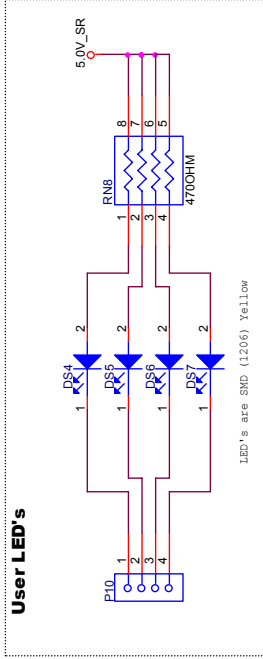 User LED's
5.0V_SR
RN8
8
7
6
5
1
2
3
4
470OHM
DS4
1 2
DS5
1 2
DS6
1 2
DS7
1 2
P10
1
2
3
4
LED's are SMD (1206) Yellow